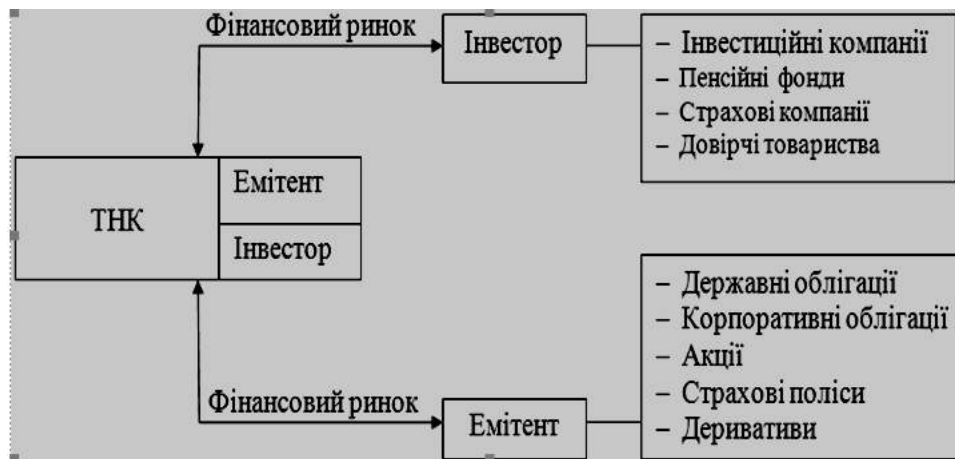 Фінансовий ринок
Інвестор
– Інвестиційні компанії
– Пенсійні фонди
– Страхові компанії
– Довірчі товариства
ТНК
Емітент
Інвестор
Фінансовий ринок
Емітент
– Державні облігації
– Корпоративні облігації
– Акції
– Страхові поліси
– Деривативи